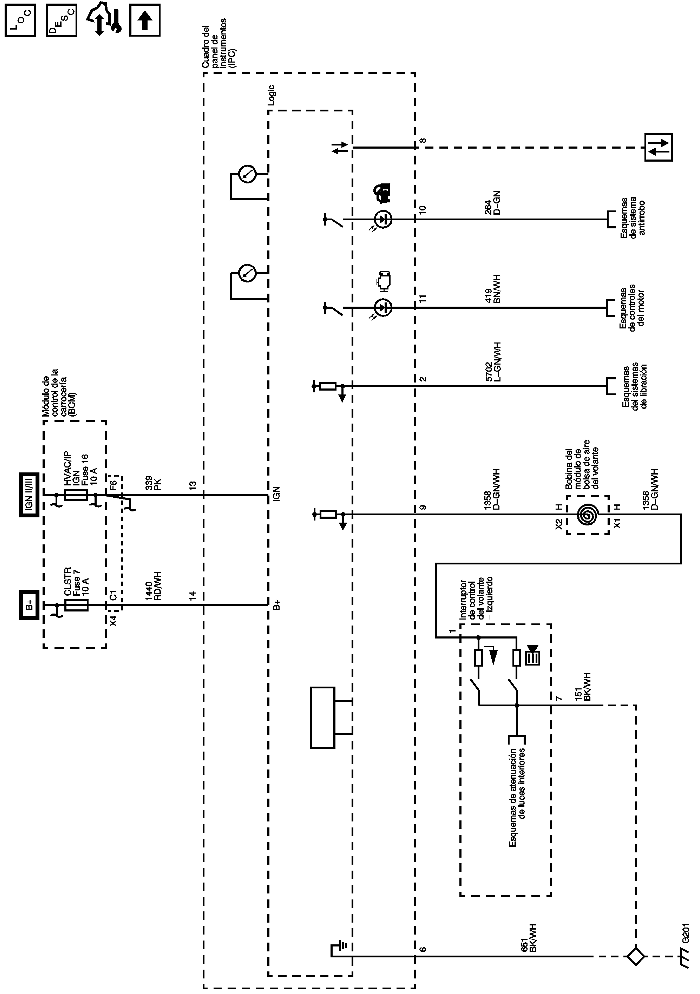 LOC
DESC
Cuadro del
panel de
instrumentos
(IPC)
Logic
8
10
264
D-GN
Esquemas
de sistema
antirrobo
11
419
BN/WH
Esquemas
de controles
del motor
2
5702
L-GN/WH
Esquemas
del sistemas
de libración
Módulo de
control de la
carrocería
(BCM)
IGN II/III
HVAC/IP
IGN
Fuse 16
10 A
F6
339
PK
13
IGN
9
1358
D-GN/WH
Bobina del
módulo de
bolsa de aire
del volante
X2
H
X1
H
1358
D-GN/WH
B+
CLSTR
Fuse 7
10 A
C1
X4
1440
RD/WH
14
B+
Interruptor
de control
del volante
Izquierdo
1
7
151
BK/WH
Esquemas de atenuación
de luces interiores
6
651
BK/WH
G201